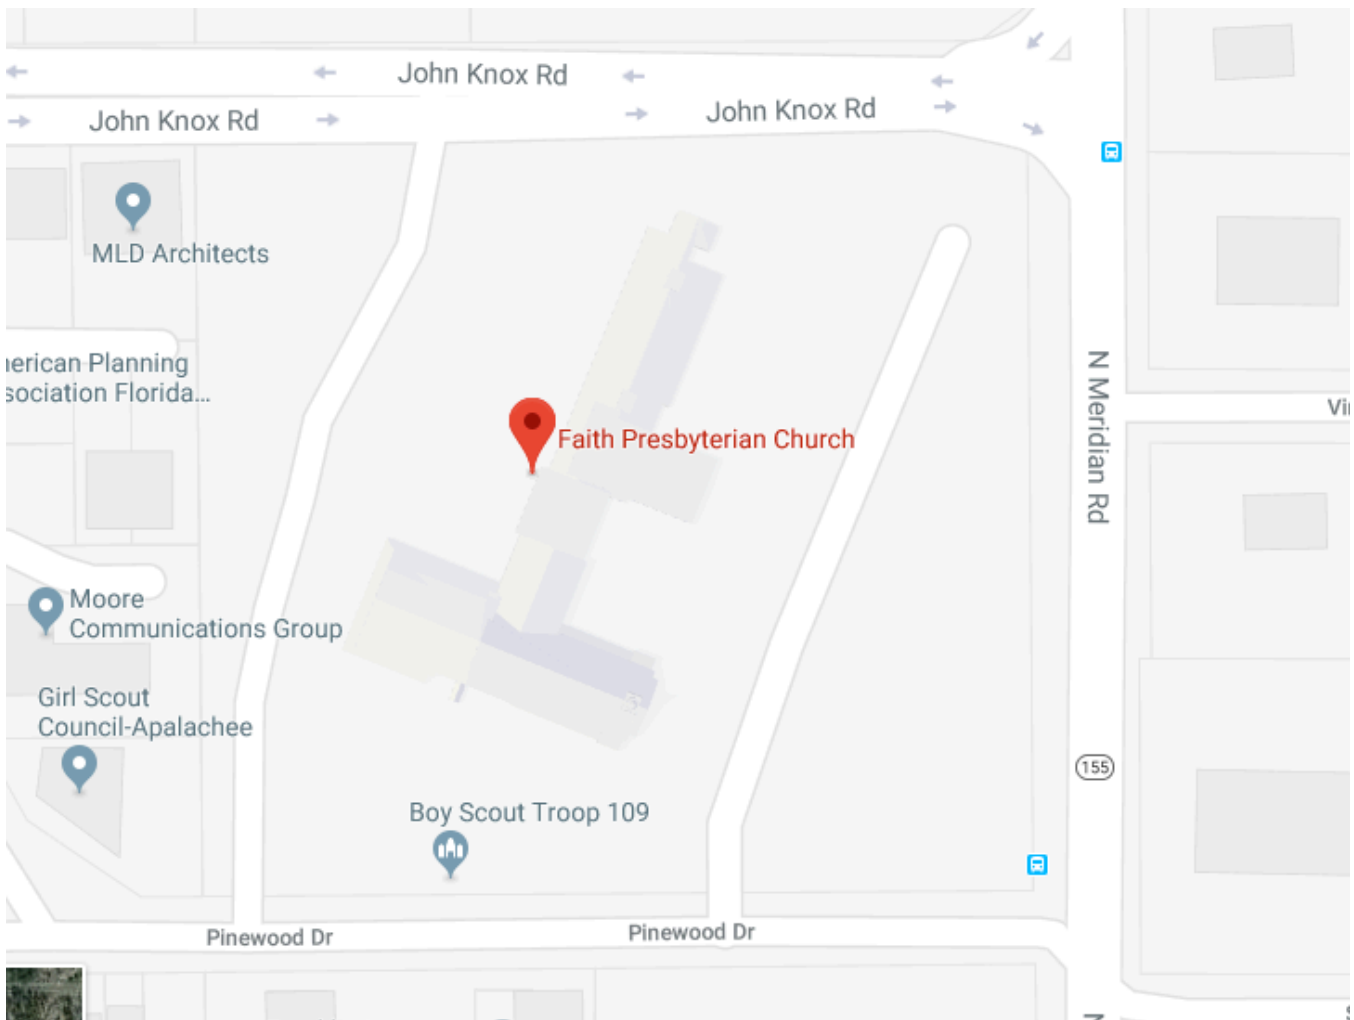 John Knox Rd
John Knox Rd
John Knox Rd
MLD Architects
erican Planning
sociation Florida...
N Meridian Rd
Faith Presbyterian Church
Moore
Communications Group
Girl Scout
Council-Apalachee
155
Boy Scout Troop 109
Pinewood Dr
Pinewood Dr